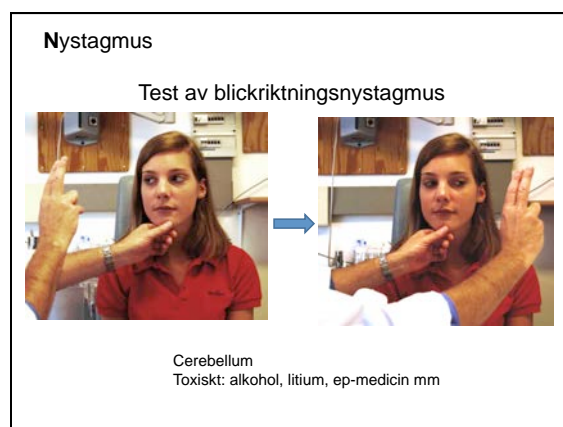 Nystagmus
Test av blickriktningsnystagmus
Cerebellum
Toxiskt: alkohol, litium, ep-medicin mm